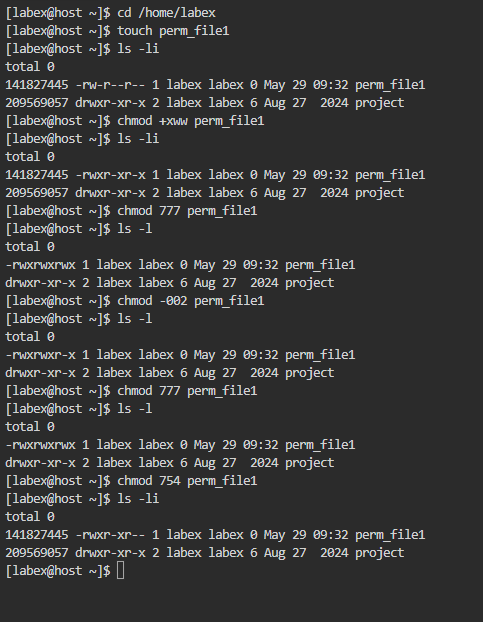 [labex@host ~]$ cd /home/labex
[labex@host ~]$ touch perm_file1
[labex@host ~]$ ls -li
total 0
141827445 -rw-r--r-- 1 labex labex 0 May 29 09:32 perm_file1
209569057 drwxr-xr-x 2 labex labex 6 Aug 27  2024 project
[labex@host ~]$ chmod +xww perm_file1
[labex@host ~]$ ls -li
total 0
141827445 -rwxr-xr-x 1 labex labex 0 May 29 09:32 perm_file1
209569057 drwxr-xr-x 2 labex labex 6 Aug 27  2024 project
[labex@host ~]$ chmod 777 perm_file1
[labex@host ~]$ ls -l
total 0
-rwxrwxrwx 1 labex labex 0 May 29 09:32 perm_file1
drwxr-xr-x 2 labex labex 6 Aug 27  2024 project
[labex@host ~]$ chmod -002 perm_file1
[labex@host ~]$ ls -l
total 0
-rwxrwxr-x 1 labex labex 0 May 29 09:32 perm_file1
drwxr-xr-x 2 labex labex 6 Aug 27  2024 project
[labex@host ~]$ chmod 777 perm_file1
[labex@host ~]$ ls -l
total 0
-rwxrwxrwx 1 labex labex 0 May 29 09:32 perm_file1
drwxr-xr-x 2 labex labex 6 Aug 27  2024 project
[labex@host ~]$ chmod 754 perm_file1
[labex@host ~]$ ls -li
total 0
141827445 -rwxr-xr-- 1 labex labex 0 May 29 09:32 perm_file1
209569057 drwxr-xr-x 2 labex labex 6 Aug 27  2024 project
[labex@host ~]$